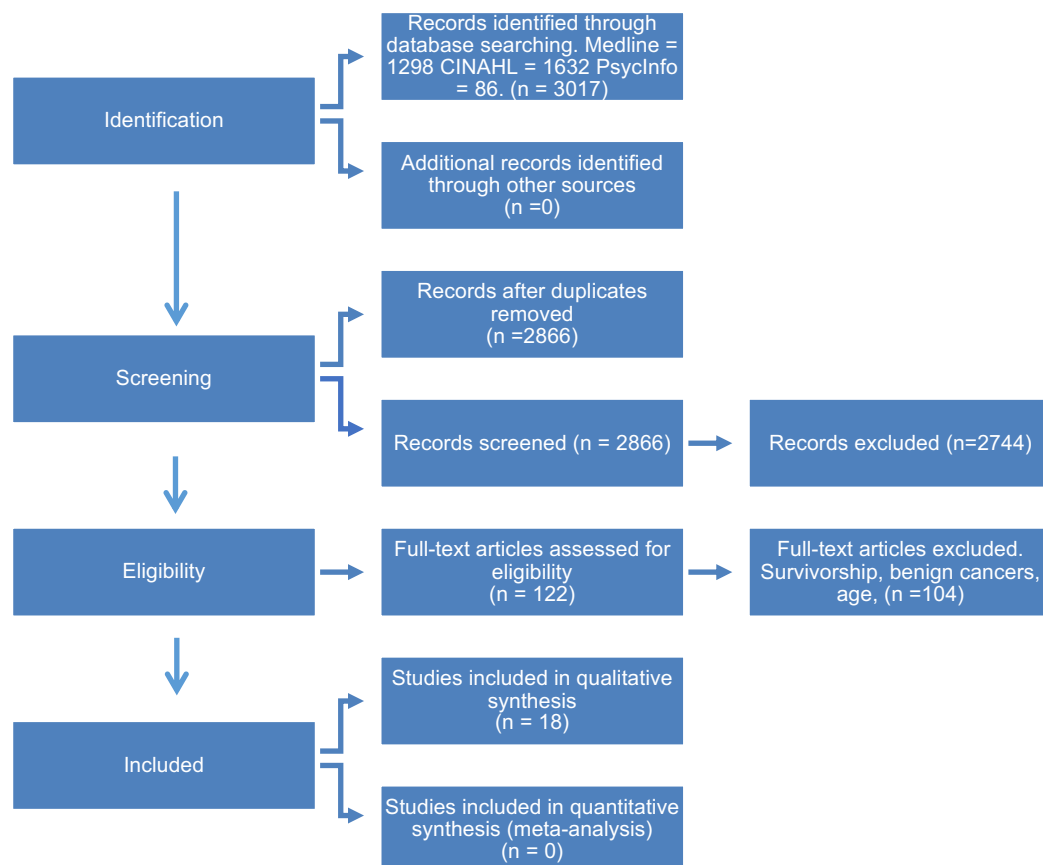 Records identified through
database searching. Medline =
1298 CINAHL = 1632 PsycInfo
= 86. (n = 3017)
Identification
Additional records identified
through other sources
(n =0)
Records after duplicates
removed
(n =2866)
Screening
Records screened (n = 2866)
Records excluded (n=2744)
Eligibility
Full-text articles assessed for
eligibility
(n = 122)
Full-text articles excluded.
Survivorship, benign cancers,
age, (n =104)
Studies included in qualitative
synthesis
(n = 18)
Included
Studies included in quantitative
synthesis (meta-analysis)
(n = 0)